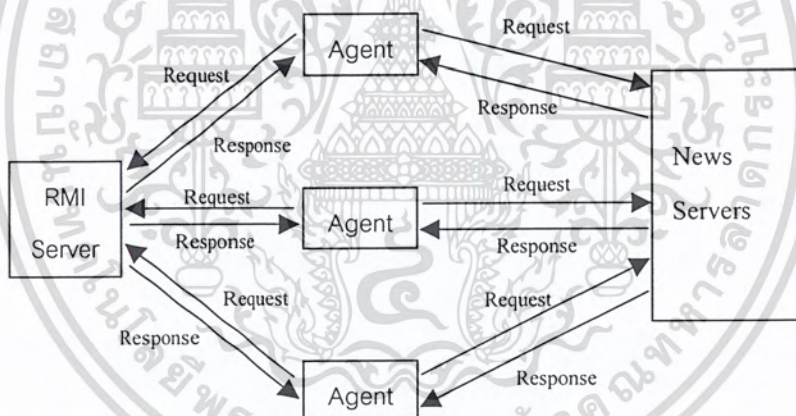 Agent
Request
Request
Response
Response
News
Servers
RMI
Server
Request
Response
Agent
Request
Response
Request
Response
Agent
Request
Response